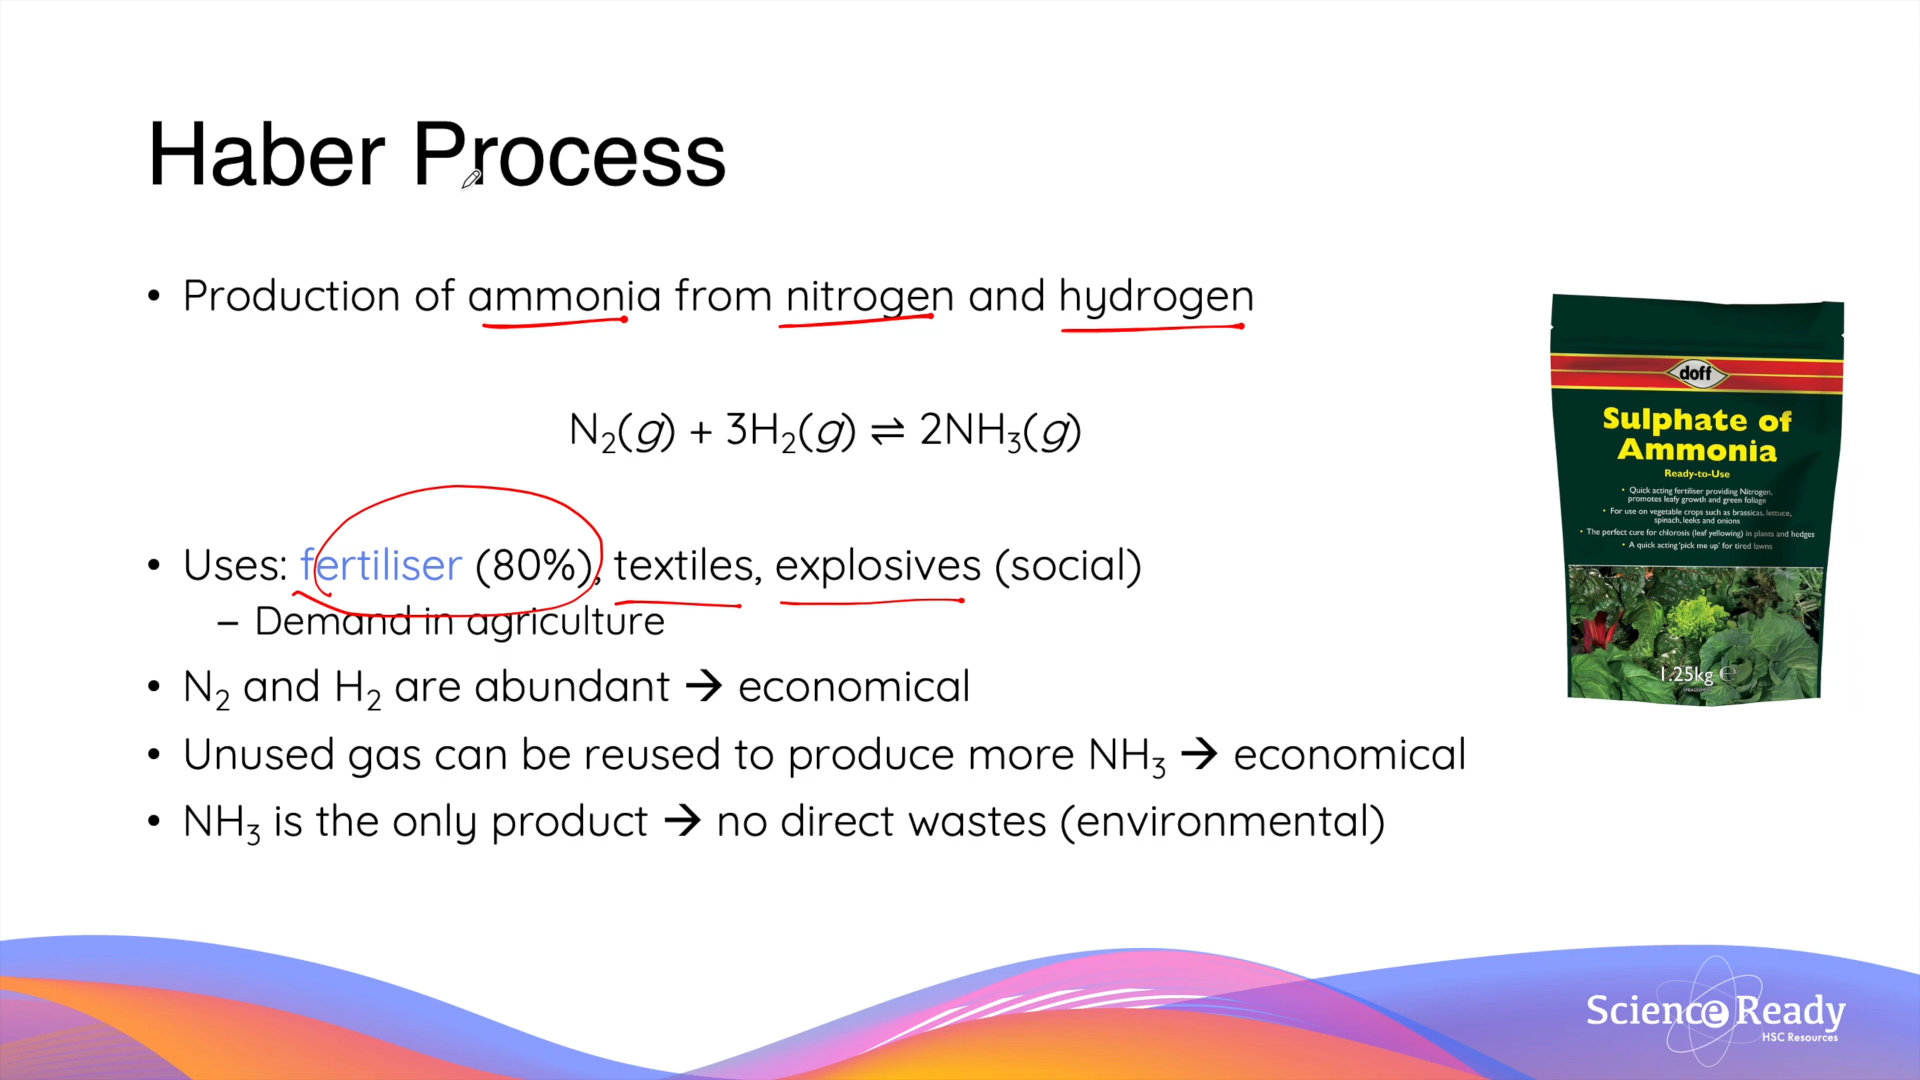 Haber Process
• Production of ammonia from nitrogen and hydrogen
N₂(g) + 3H₂(g) ⇌ 2NH₃(g)
• Uses: fertiliser (80%), textiles, explosives (social)
– Demand in agriculture
• N₂ and H₂ are abundant → economical
• Unused gas can be reused to produce more NH₃ → economical
• NH₃ is the only product → no direct wastes (environmental)
doff
Sulphate of
Ammonia
Ready-to-Use
• Quick acting fertiliser providing Nitrogen,
promotes leafy growth and green foliage
• For use on vegetable crops such as brassicas, lettuce,
spinach, leeks and onions
• The perfect cure for chlorosis (leaf yellowing) in plants and hedges
• A quick acting 'pick me up' for tired lawns
1.25kg ℮
Science Ready
HSC Resources